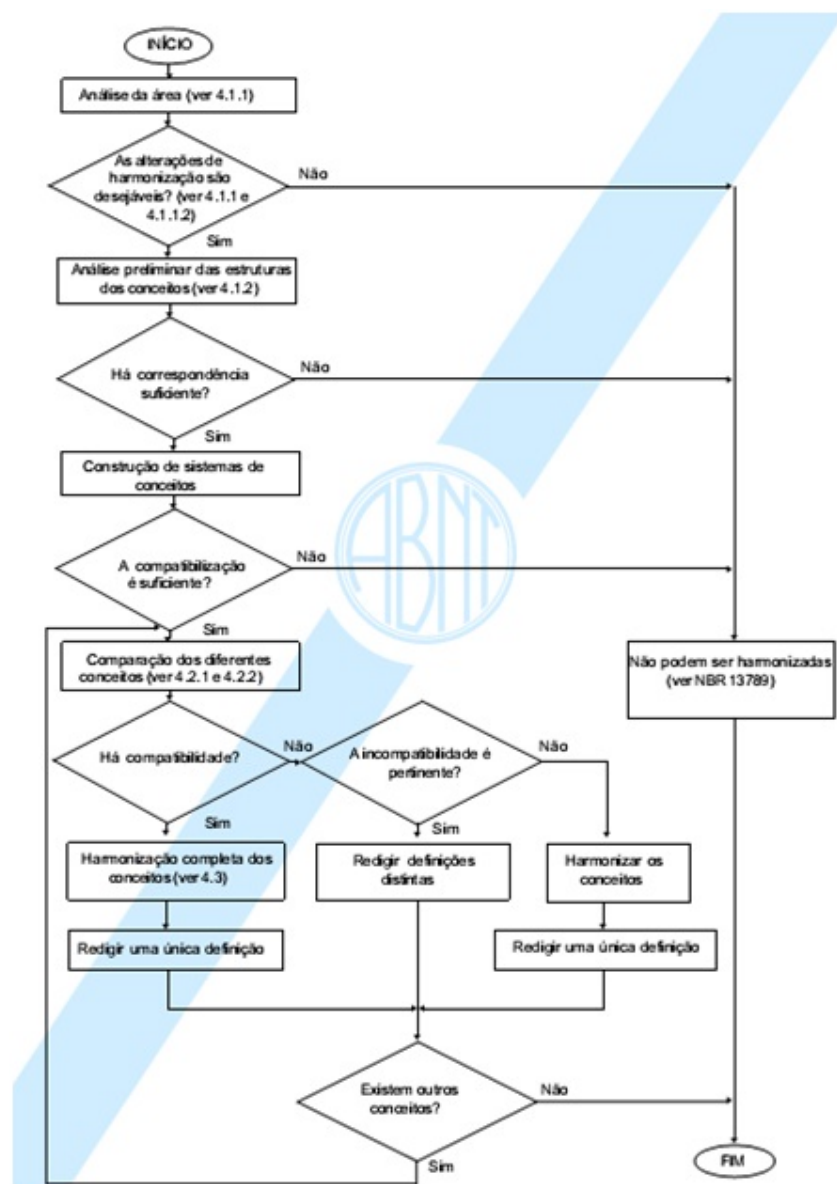 INÍCIO
Análise da área (ver 4.1.1)
As alterações de
harmonização são
desejáveis? (ver 4.1.1 e
4.1.1.2)
Não
Sim
Análise preliminar das estruturas
dos conceitos (ver 4.1.2)
Há correspondência
suficiente?
Não
Sim
Construção de sistemas de
conceitos
A compatibilização
é suficiente?
Não
Sim
ABNT
Comparação dos diferentes
conceitos (ver 4.2.1 e 4.2.2)
Não podem ser harmonizadas
(ver NBR 13789)
Há compatibilidade?
Não
A incompatibilidade é
pertinente?
Não
Sim
Sim
Harmonização completa dos
conceitos (ver 4.3)
Redigir definições
distintas
Harmonizar os
conceitos
Redigir uma única definição
Redigir uma única definição
Existem outros
conceitos?
Não
Sim
FIM